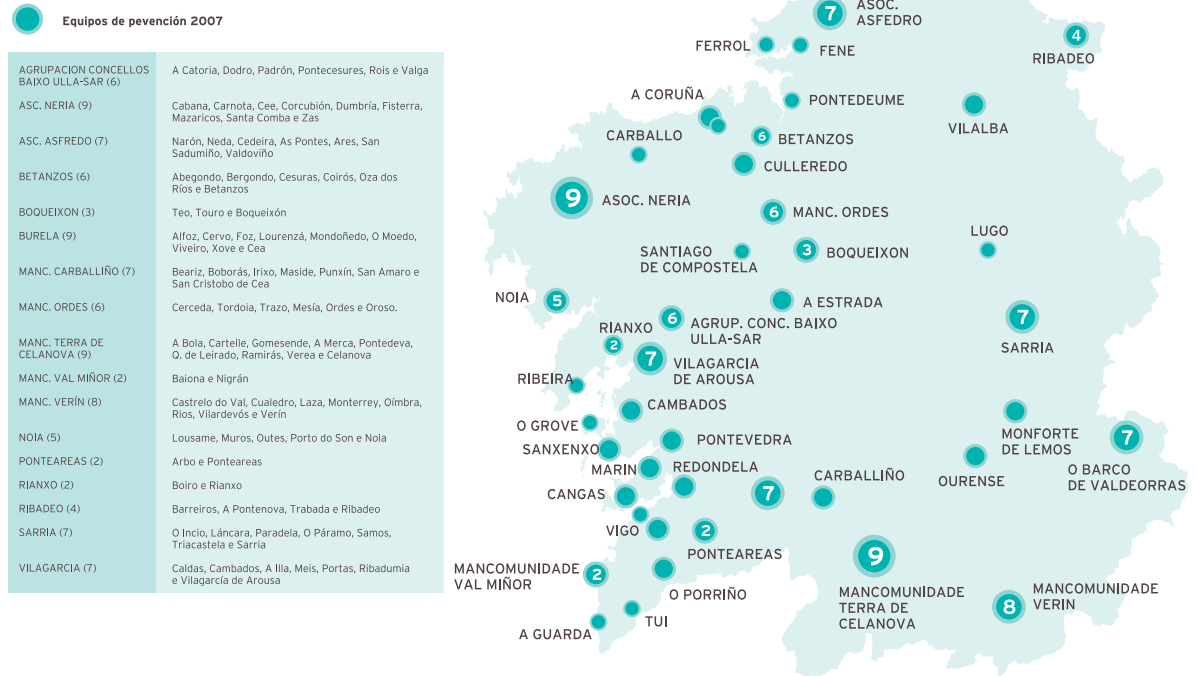 Equipos de pevención 2007
AGRUPACION CONCELLOS
BAIXO ULLA-SAR (6)
A Catoria, Dodro, Padrón, Pontecesures, Rois e Valga
ASC. NERIA (9)
Cabana, Carnota, Cee, Corcubión, Dumbría, Fisterra,
Mazaricos, Santa Comba e Zas
ASC. ASFREDO (7)
Narón, Neda, Cedeira, As Pontes, Ares, San
Sadumiño, Valdoviño
BETANZOS (6)
Abegondo, Bergondo, Cesuras, Coirós, Oza dos
Ríos e Betanzos
BOQUEIXON (3)
Teo, Touro e Boqueixón
BURELA (9)
Alfoz, Cervo, Foz, Lourenzá, Mondoñedo, O Moedo,
Viveiro, Xove e Cea
MANC. CARBALLIÑO (7)
Beariz, Boborás, Irixo, Maside, Punxín, San Amaro e
San Cristobo de Cea
MANC. ORDES (6)
Cerceda, Tordoia, Trazo, Mesía, Ordes e Oroso.
MANC. TERRA DE
CELANOVA (9)
A Bola, Cartelle, Gomesende, A Merca, Pontedeva,
Q. de Leirado, Ramirás, Verea e Celanova
MANC. VAL MIÑOR (2)
Baiona e Nigrán
MANC. VERÍN (8)
Castrelo do Val, Cualedro, Laza, Monterrey, Oímbra,
Rios, Vilardevós e Verín
NOIA (5)
Lousame, Muros, Outes, Porto do Son e Noia
PONTEAREAS (2)
Arbo e Ponteareas
RIANXO (2)
Boiro e Rianxo
RIBADEO (4)
Barreiros, A Pontenova, Trabada e Ribadeo
SARRIA (7)
O Incio, Láncara, Paradela, O Páramo, Samos,
Triacastela e Sarria
VILAGARCIA (7)
Caldas, Cambados, A Illa, Meis, Portas, Ribadumia
e Vilagarcía de Arousa
7
ASOC.
ASFEDRO
FERROL
FENE
4
RIBADEO
A CORUÑA
PONTEDEUME
VILALBA
CARBALLO
6
BETANZOS
CULLEREDO
9
ASOC. NERIA
6
MANC. ORDES
LUGO
SANTIAGO
DE COMPOSTELA
3
BOQUEIXON
NOIA
5
A ESTRADA
RIANXO
2
6
AGRUP. CONC. BAIXO
ULLA-SAR
7
SARRIA
7
VILAGARCIA
DE AROUSA
RIBEIRA
CAMBADOS
O GROVE
SANXENXO
PONTEVEDRA
MONFORTE
DE LEMOS
7
O BARCO
DE VALDEORRAS
MARIN
REDONDELA
CARBALLIÑO
OURENSE
CANGAS
7
VIGO
2
PONTEAREAS
MANCOMUNIDADE
VAL MIÑOR
2
O PORRIÑO
9
MANCOMUNIDADE
TERRA DE
CELANOVA
8
MANCOMUNIDADE
VERIN
A GUARDA
TUI